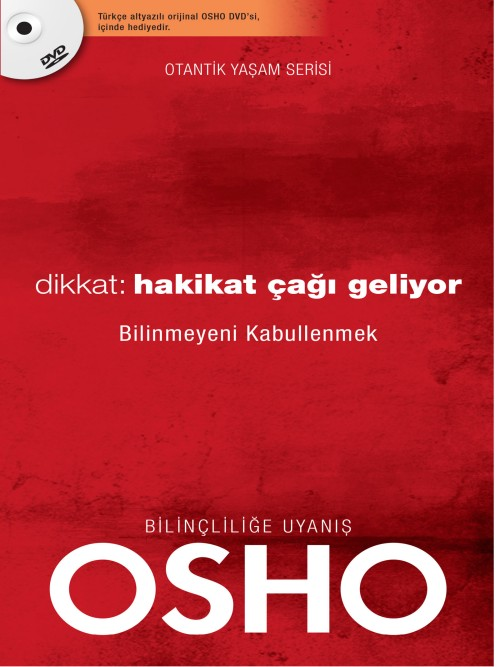 Türkçe altyazılı orijinal OSHO DVD'si,
içinde hediyedir.
DVD
OTANTİK YAŞAM SERİSİ
dikkat: hakikat çağı geliyor
Bilinmeyeni Kabullenmek
BİLİNÇLİLİĞE UYANIŞ
OSHO